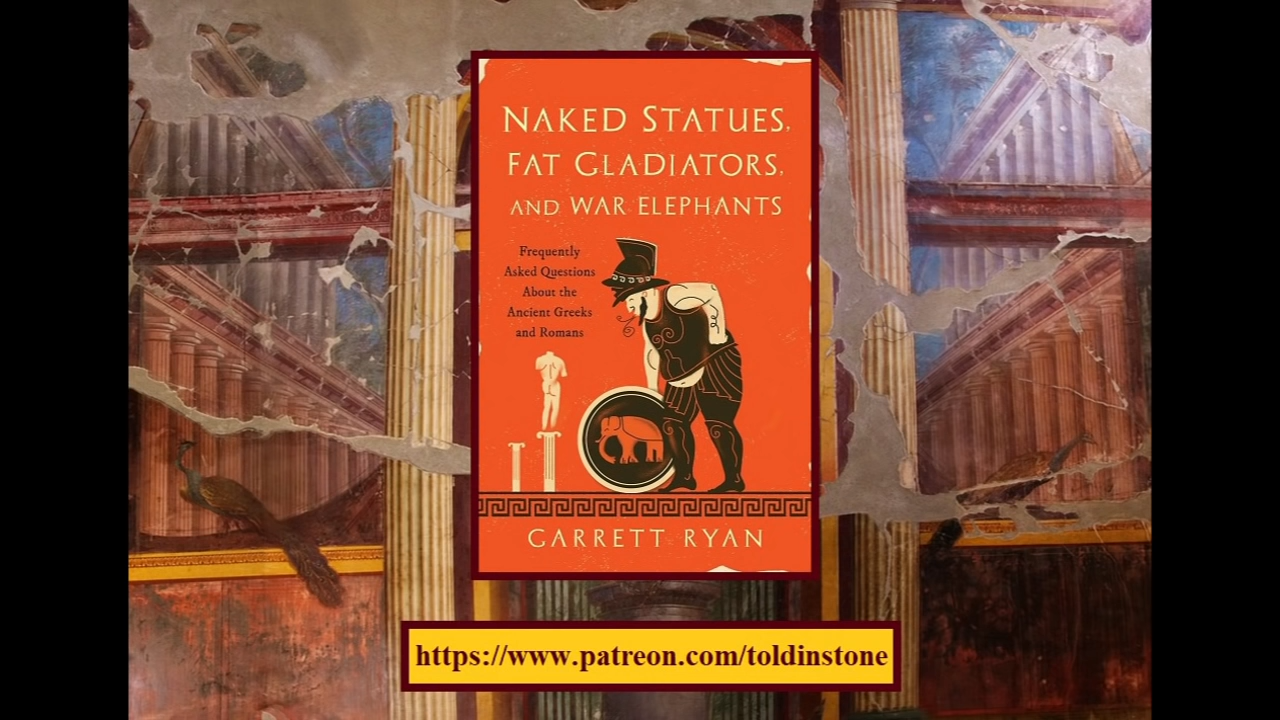 NAKED STATUES,
FAT GLADIATORS,
AND WAR ELEPHANTS
Frequently
Asked Questions
About the
Ancient Greeks
and Romans
GARRETT RYAN
https://www.patreon.com/toldinstone